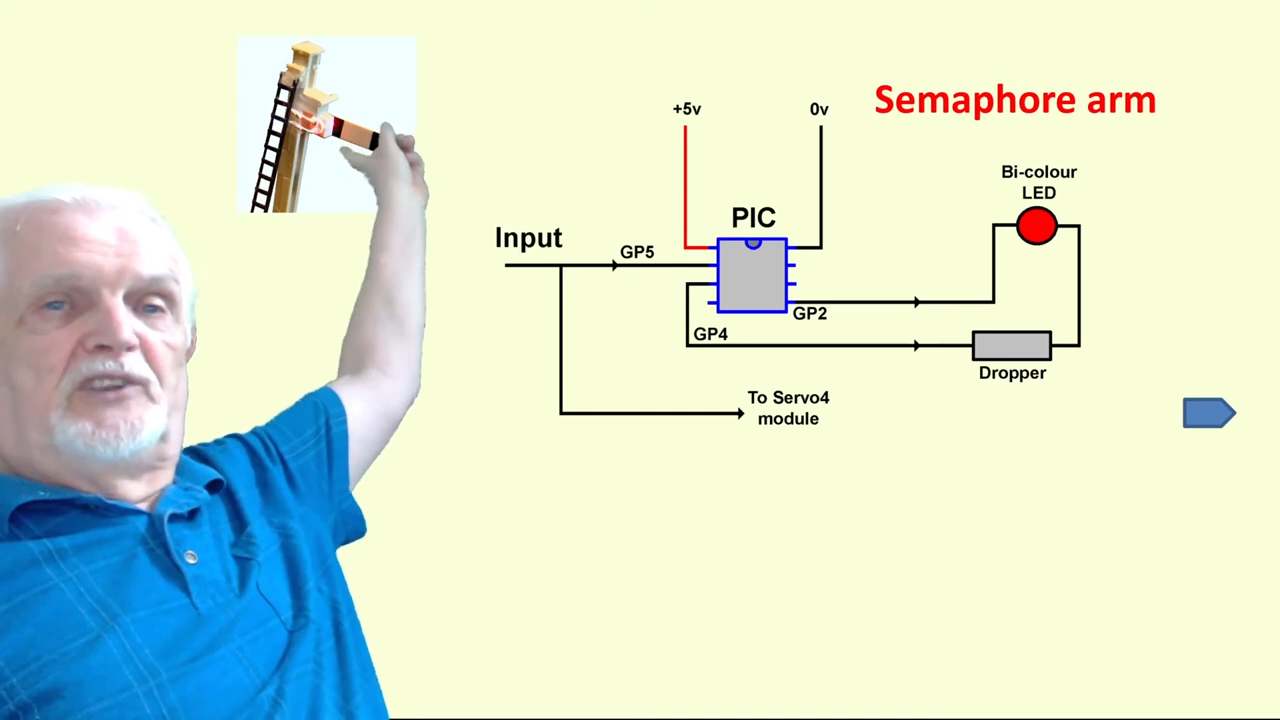 Semaphore arm
+5v
0v
Bi-colour
LED
PIC
Input
GP5
GP2
GP4
Dropper
To Servo4
module